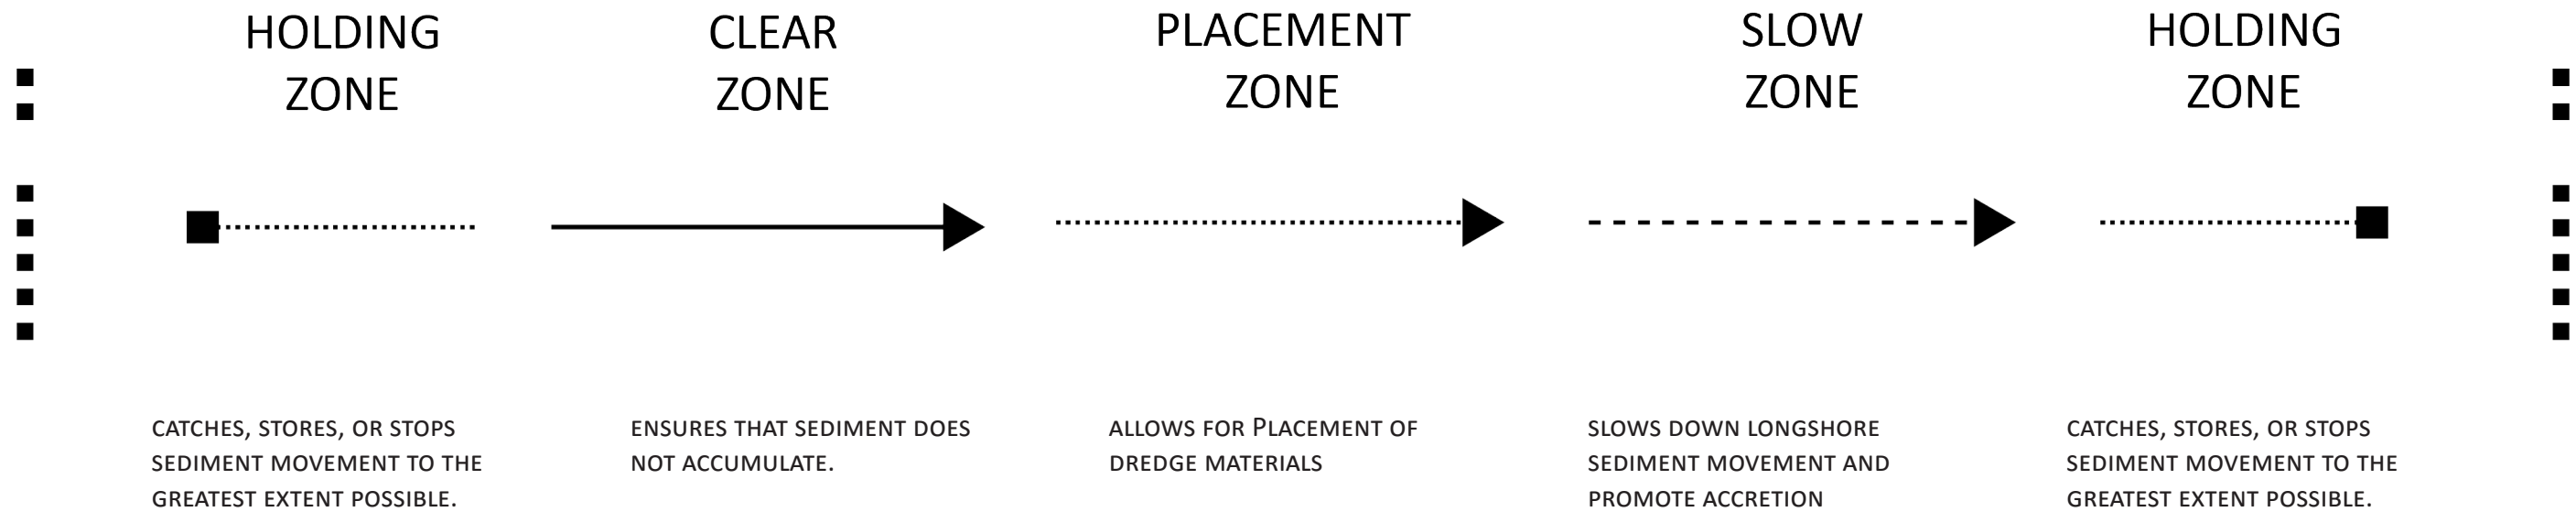 HOLDING
ZONE
CLEAR
ZONE
PLACEMENT
ZONE
SLOW
ZONE
HOLDING
ZONE
CATCHES, STORES, OR STOPS
SEDIMENT MOVEMENT TO THE
GREATEST EXTENT POSSIBLE.
ENSURES THAT SEDIMENT DOES
NOT ACCUMULATE.
ALLOWS FOR PLACEMENT OF
DREDGE MATERIALS
SLOWS DOWN LONGSHORE
SEDIMENT MOVEMENT AND
PROMOTE ACCRETION
CATCHES, STORES, OR STOPS
SEDIMENT MOVEMENT TO THE
GREATEST EXTENT POSSIBLE.